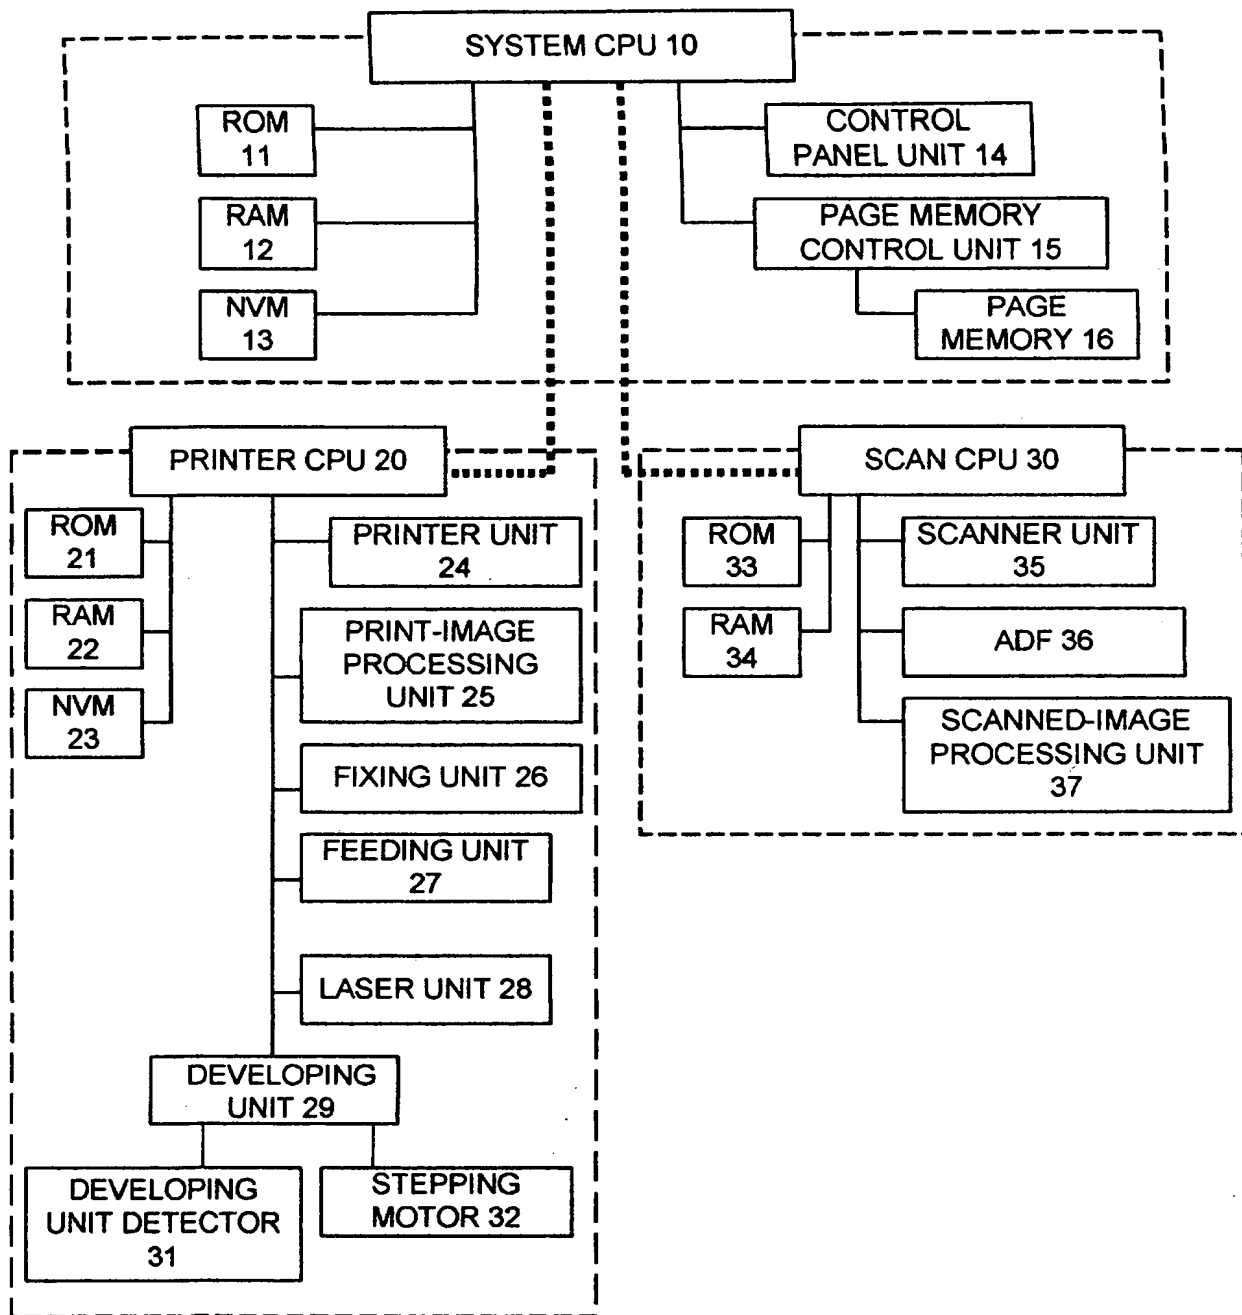 SYSTEM CPU 10
ROM
11
RAM
12
NVM
13
CONTROL
PANEL UNIT 14
PAGE MEMORY
CONTROL UNIT 15
PAGE
MEMORY 16
PRINTER CPU 20
ROM
21
RAM
22
NVM
23
PRINTER UNIT
24
PRINT-IMAGE
PROCESSING
UNIT 25
FIXING UNIT 26
FEEDING UNIT
27
LASER UNIT 28
DEVELOPING
UNIT 29
DEVELOPING
UNIT DETECTOR
31
STEPPING
MOTOR 32
SCAN CPU 30
ROM
33
RAM
34
SCANNER UNIT
35
ADF 36
SCANNED-IMAGE
PROCESSING UNIT
37